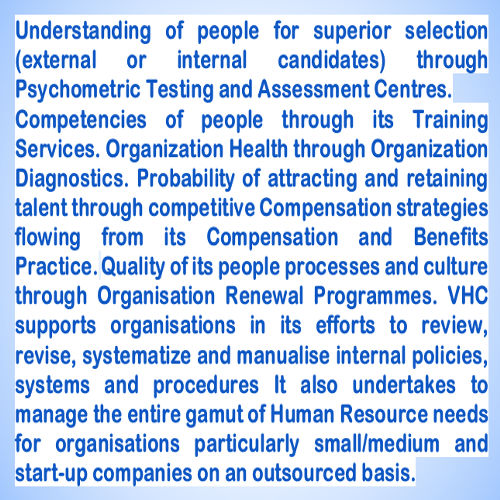 Understanding of people for superior selection
(external or internal candidates) through
Psychometric Testing and Assessment Centres.
Competencies of people through its Training
Services. Organization Health through Organization
Diagnostics. Probability of attracting and retaining
talent through competitive Compensation strategies
flowing from its Compensation and Benefits
Practice. Quality of its people processes and culture
through Organisation Renewal Programmes. VHC
supports organisations in its efforts to review,
revise, systematize and manualise internal policies,
systems and procedures It also undertakes to
manage the entire gamut of Human Resource needs
for organisations particularly small/medium and
start-up companies on an outsourced basis.